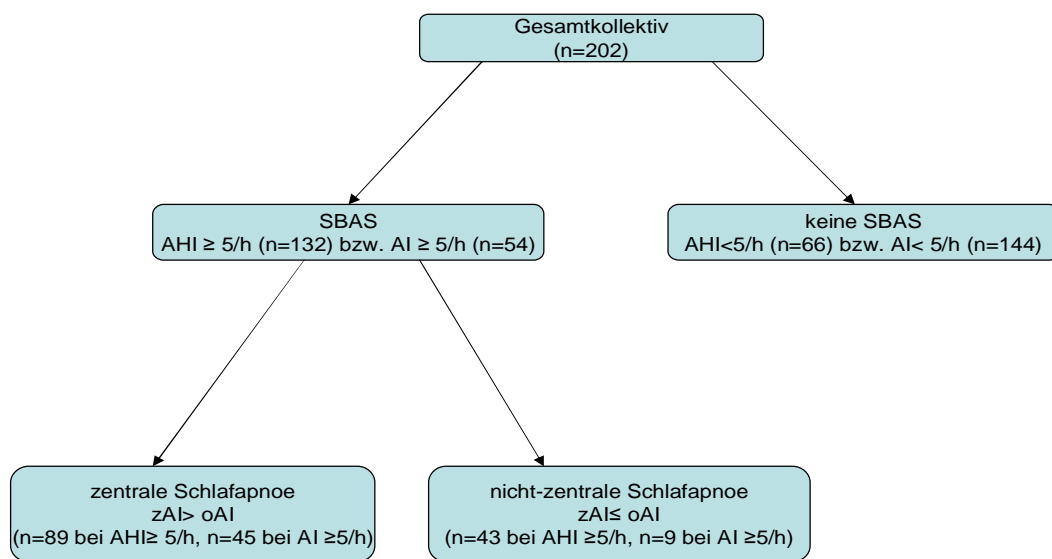 Gesamtkollektiv
(n=202)
SBAS
AHI ≥ 5/h (n=132) bzw. AI ≥ 5/h (n=54)
keine SBAS
AHI<5/h (n=66) bzw. AI< 5/h (n=144)
zentrale Schlafapnoe
zAI> oAI
(n=89 bei AHI≥ 5/h, n=45 bei AI ≥5/h)
nicht-zentrale Schlafapnoe
zAI≤ oAI
(n=43 bei AHI ≥5/h, n=9 bei AI ≥5/h)